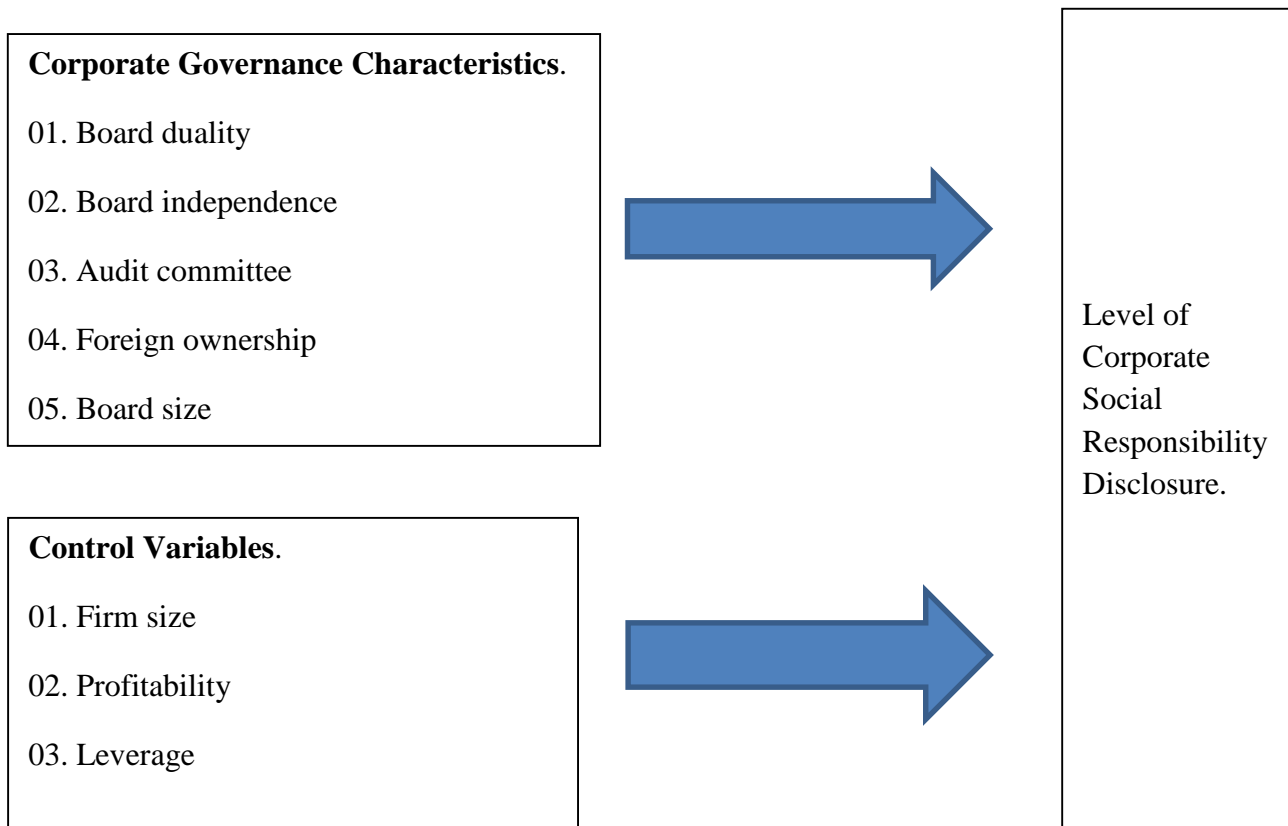 Corporate Governance Characteristics.
01. Board duality
02. Board independence
03. Audit committee
04. Foreign ownership
05. Board size
Control Variables.
01. Firm size
02. Profitability
03. Leverage
Level of
Corporate
Social
Responsibility
Disclosure.